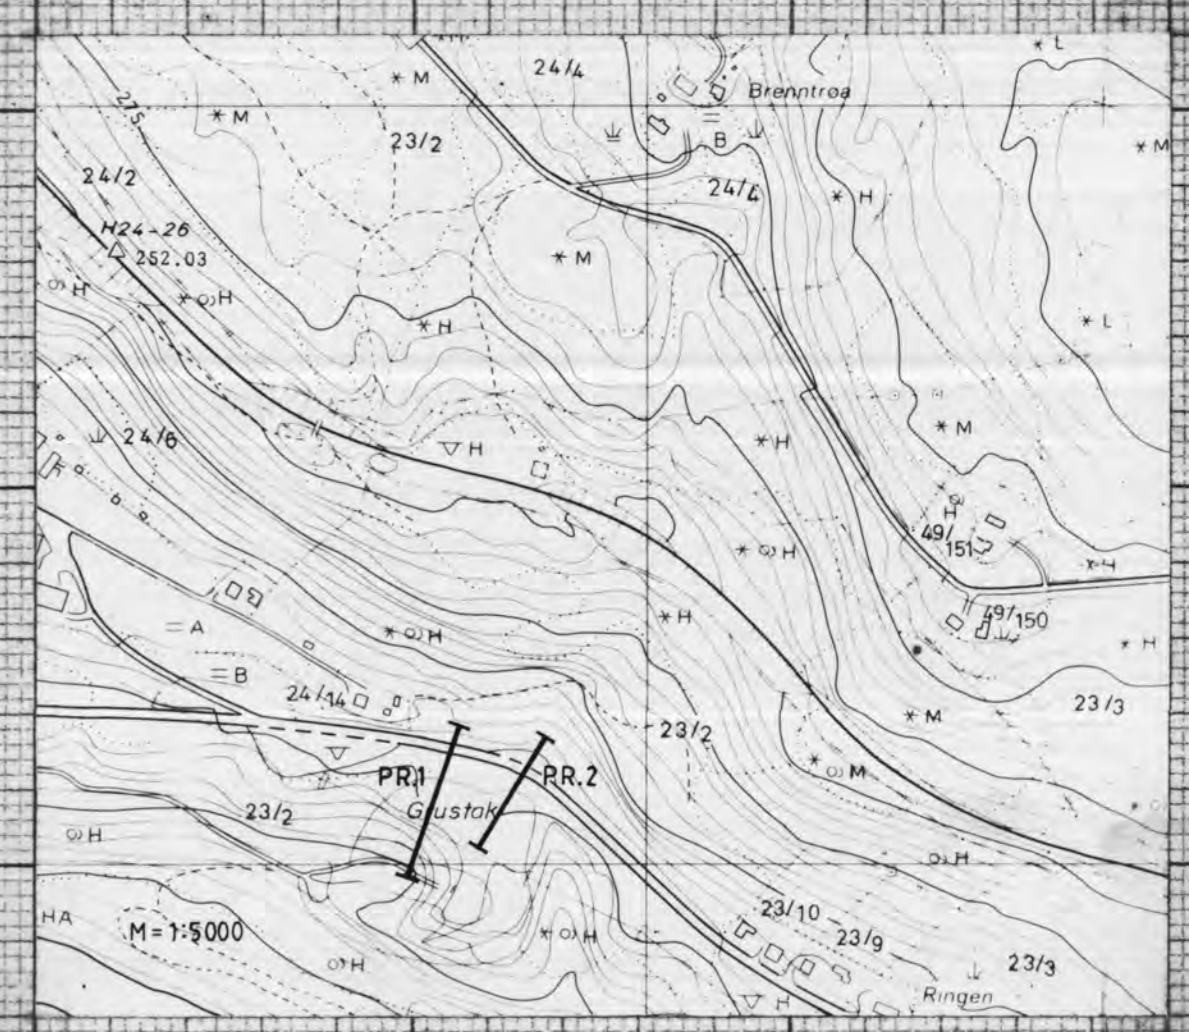 * L
24/4
* M
Brenntrøa
275
* M
23/2
B
* M
24/2
24/4
* H
H24-26
252.03
* M
H
* H
* H
* L
24/6
H
* H
* M
H
49/151
* H
* H
A
* H
49/150
* H
B
24/14
23/2
23/3
* M
PR.1
PR.2
* M
Grustak
23/2
H
H
HA
M=1:5000
23/10
23/9
* H
H
23/3
Ringen
H